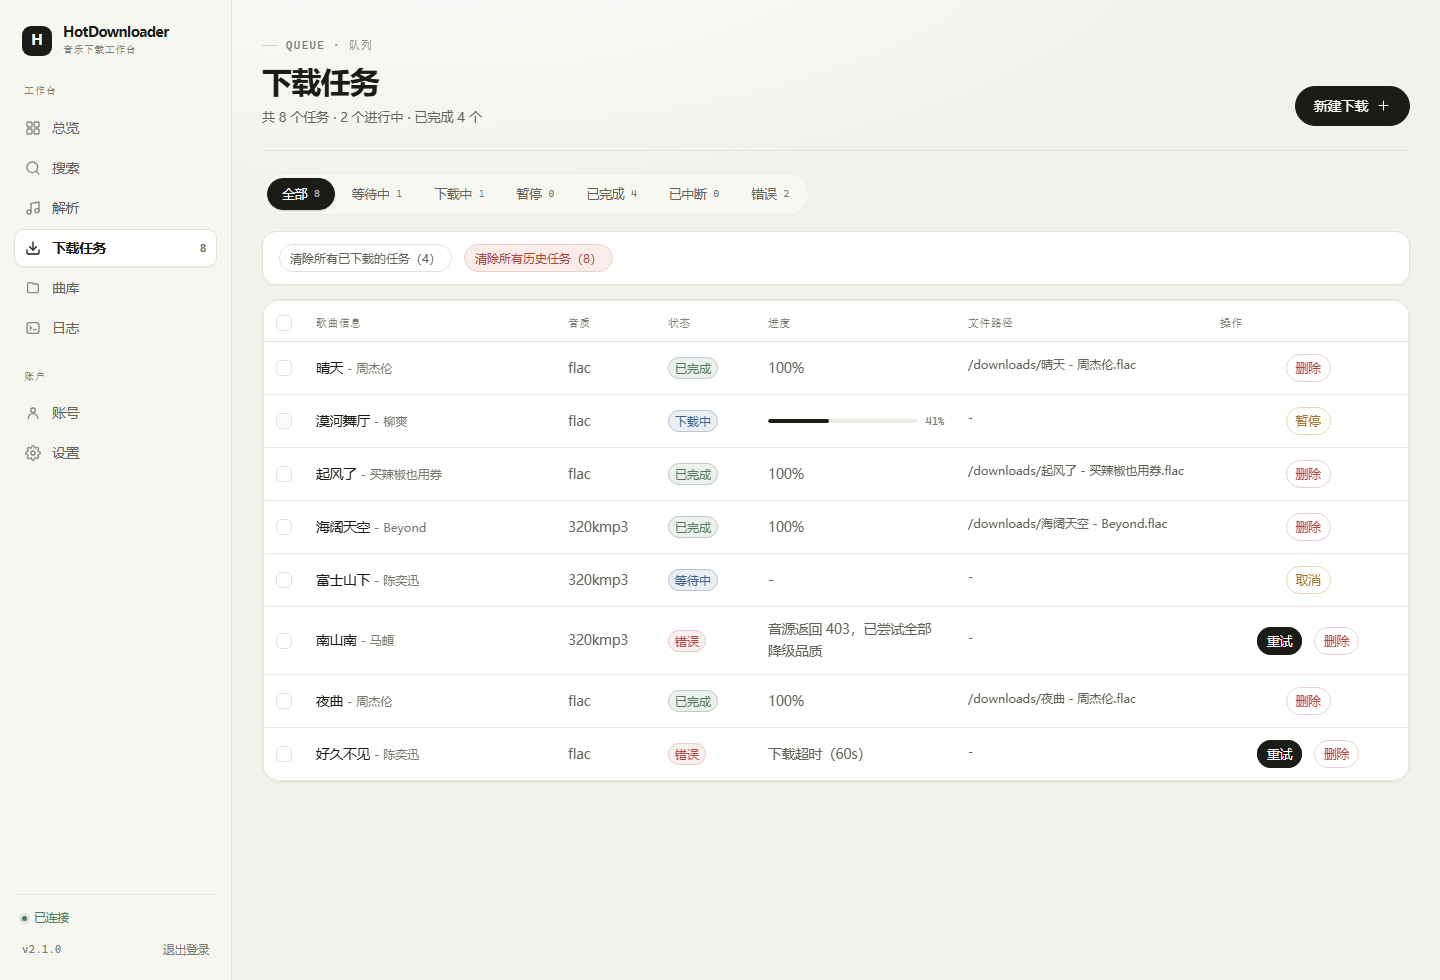 H
HotDownloader
音乐下载工作台
工作台
总览
搜索
解析
下载任务 8
曲库
日志
账户
账号
设置
已连接
v2.1.0 退出登录
QUEUE · 队列
下载任务
共 8 个任务 · 2 个进行中 · 已完成 4 个
新建下载 +
全部 8 等待中 1 下载中 1 暂停 0 已完成 4 已中断 0 错误 2
清除所有已下载的任务（4） 清除所有历史任务（8）
歌曲信息 音质 状态 进度 文件路径 操作
晴天 - 周杰伦 flac 已完成 100% /downloads/晴天 - 周杰伦.flac 删除
漠河舞厅 - 柳爽 flac 下载中 41% - 暂停
起风了 - 买辣椒也用券 flac 已完成 100% /downloads/起风了 - 买辣椒也用券.flac 删除
海阔天空 - Beyond 320kmp3 已完成 100% /downloads/海阔天空 - Beyond.flac 删除
富士山下 - 陈奕迅 320kmp3 等待中 - - 取消
南山南 - 马頔 320kmp3 错误 音源返回 403，已尝试全部 - 重试 删除
降级品质
夜曲 - 周杰伦 flac 已完成 100% /downloads/夜曲 - 周杰伦.flac 删除
好久不见 - 陈奕迅 flac 错误 下载超时（60s） - 重试 删除